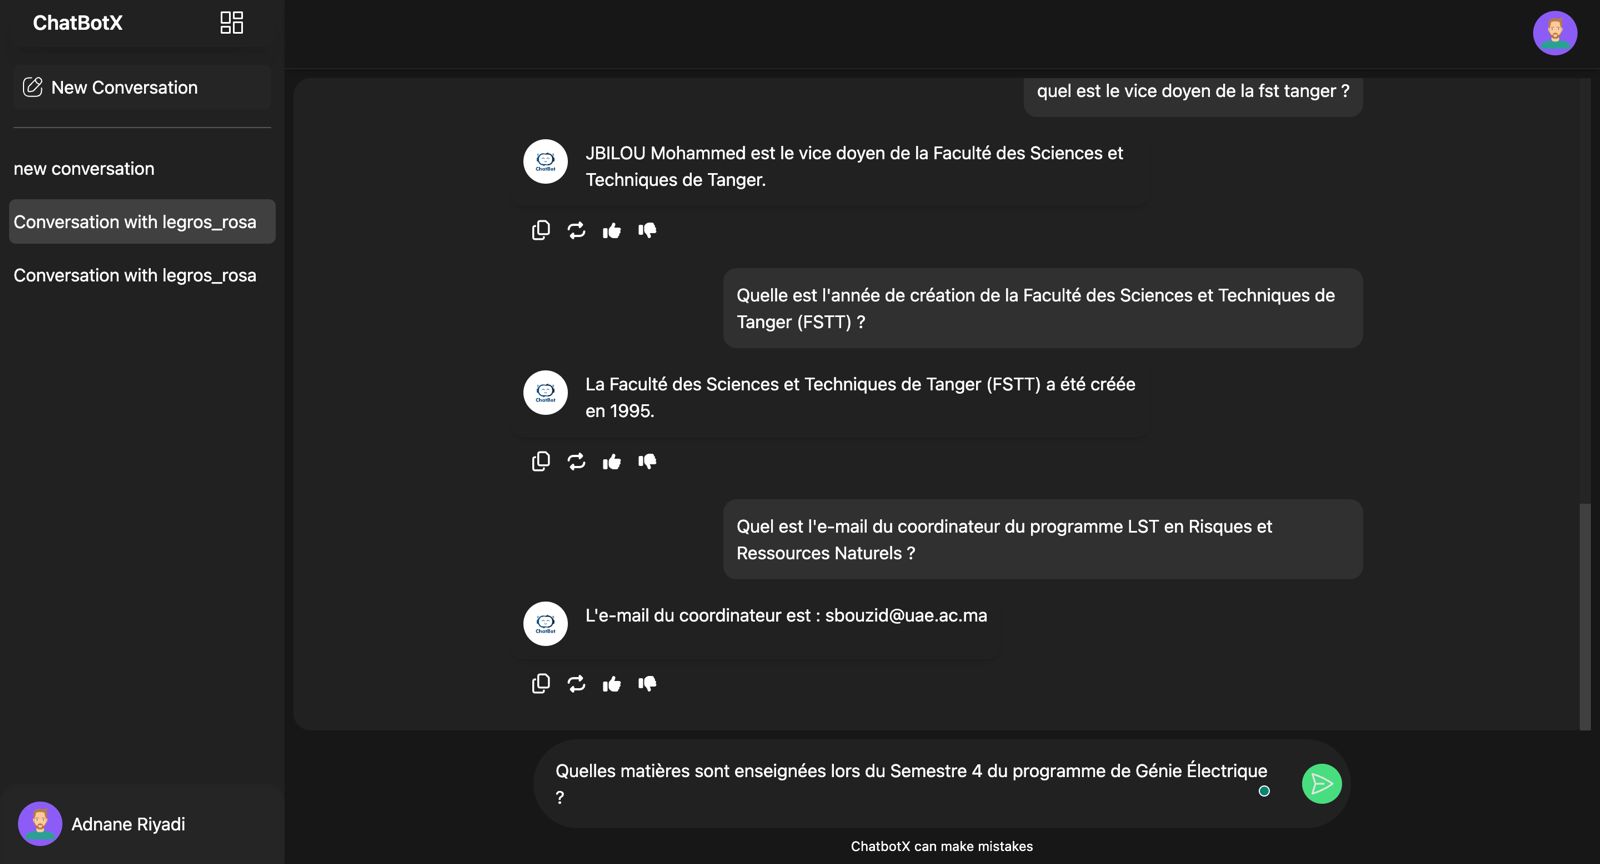 ChatBotX
New Conversation
new conversation
Conversation with legros_rosa
Conversation with legros_rosa
Adnane Riyadi
quel est le vice doyen de la fst tanger ?
ChatBot
JBILOU Mohammed est le vice doyen de la Faculté des Sciences et
Techniques de Tanger.
Quelle est l'année de création de la Faculté des Sciences et Techniques de
Tanger (FSTT) ?
ChatBot
La Faculté des Sciences et Techniques de Tanger (FSTT) a été créée
en 1995.
Quel est l'e-mail du coordinateur du programme LST en Risques et
Ressources Naturels ?
ChatBot
L'e-mail du coordinateur est : sbouzid@uae.ac.ma
Quelles matières sont enseignées lors du Semestre 4 du programme de Génie Électrique
?
ChatbotX can make mistakes